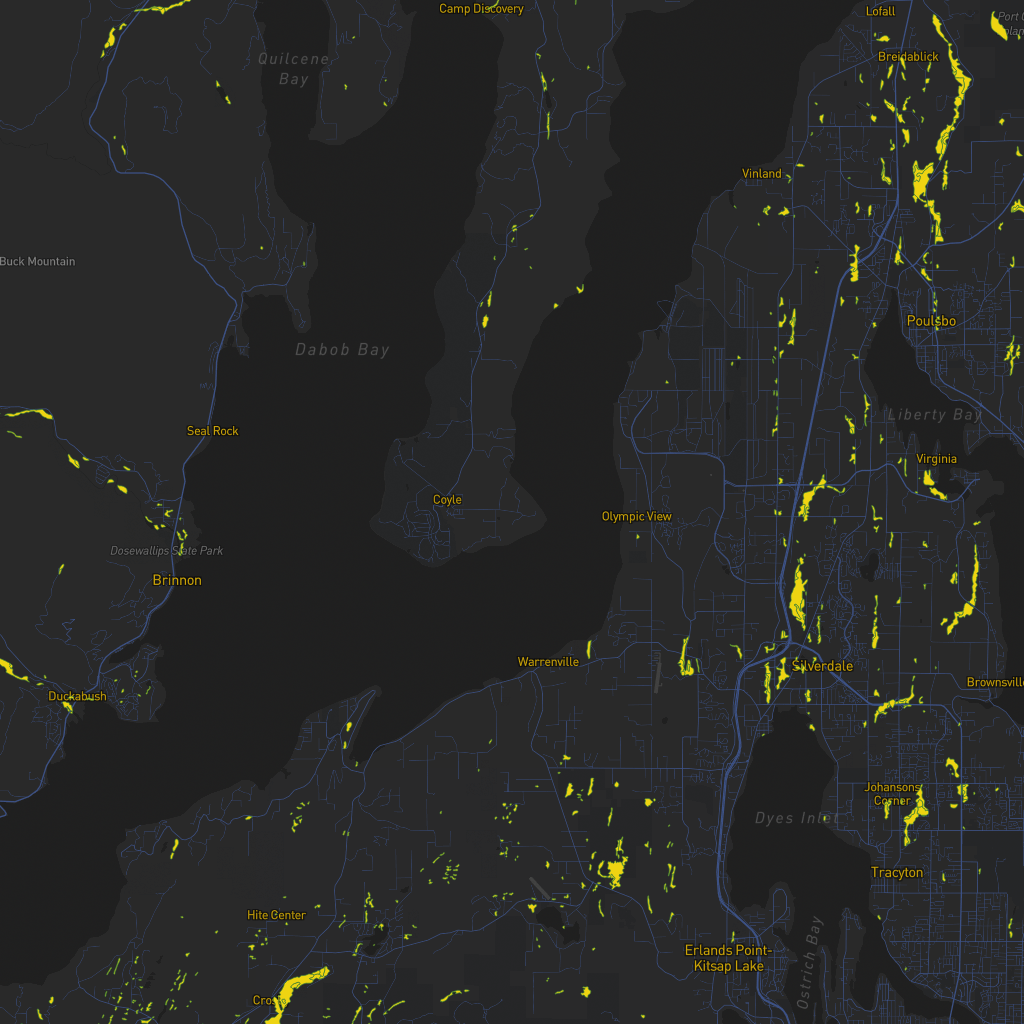 Camp Discovery
Lofall
Port
Breidablick
Quilcene
Bay
Vinland
Buck Mountain
Poulsbo
Dabob Bay
Liberty Bay
Seal Rock
Virginia
Coyle
Olympic View
Dosewallips State Park
Brinnon
Warrenville
Silverdale
Brownsville
Duckabush
Johansons
Corner
Dyes Inlet
Tracyton
Hite Center
Erlands Point-
Kitsap Lake
Ostrich Bay